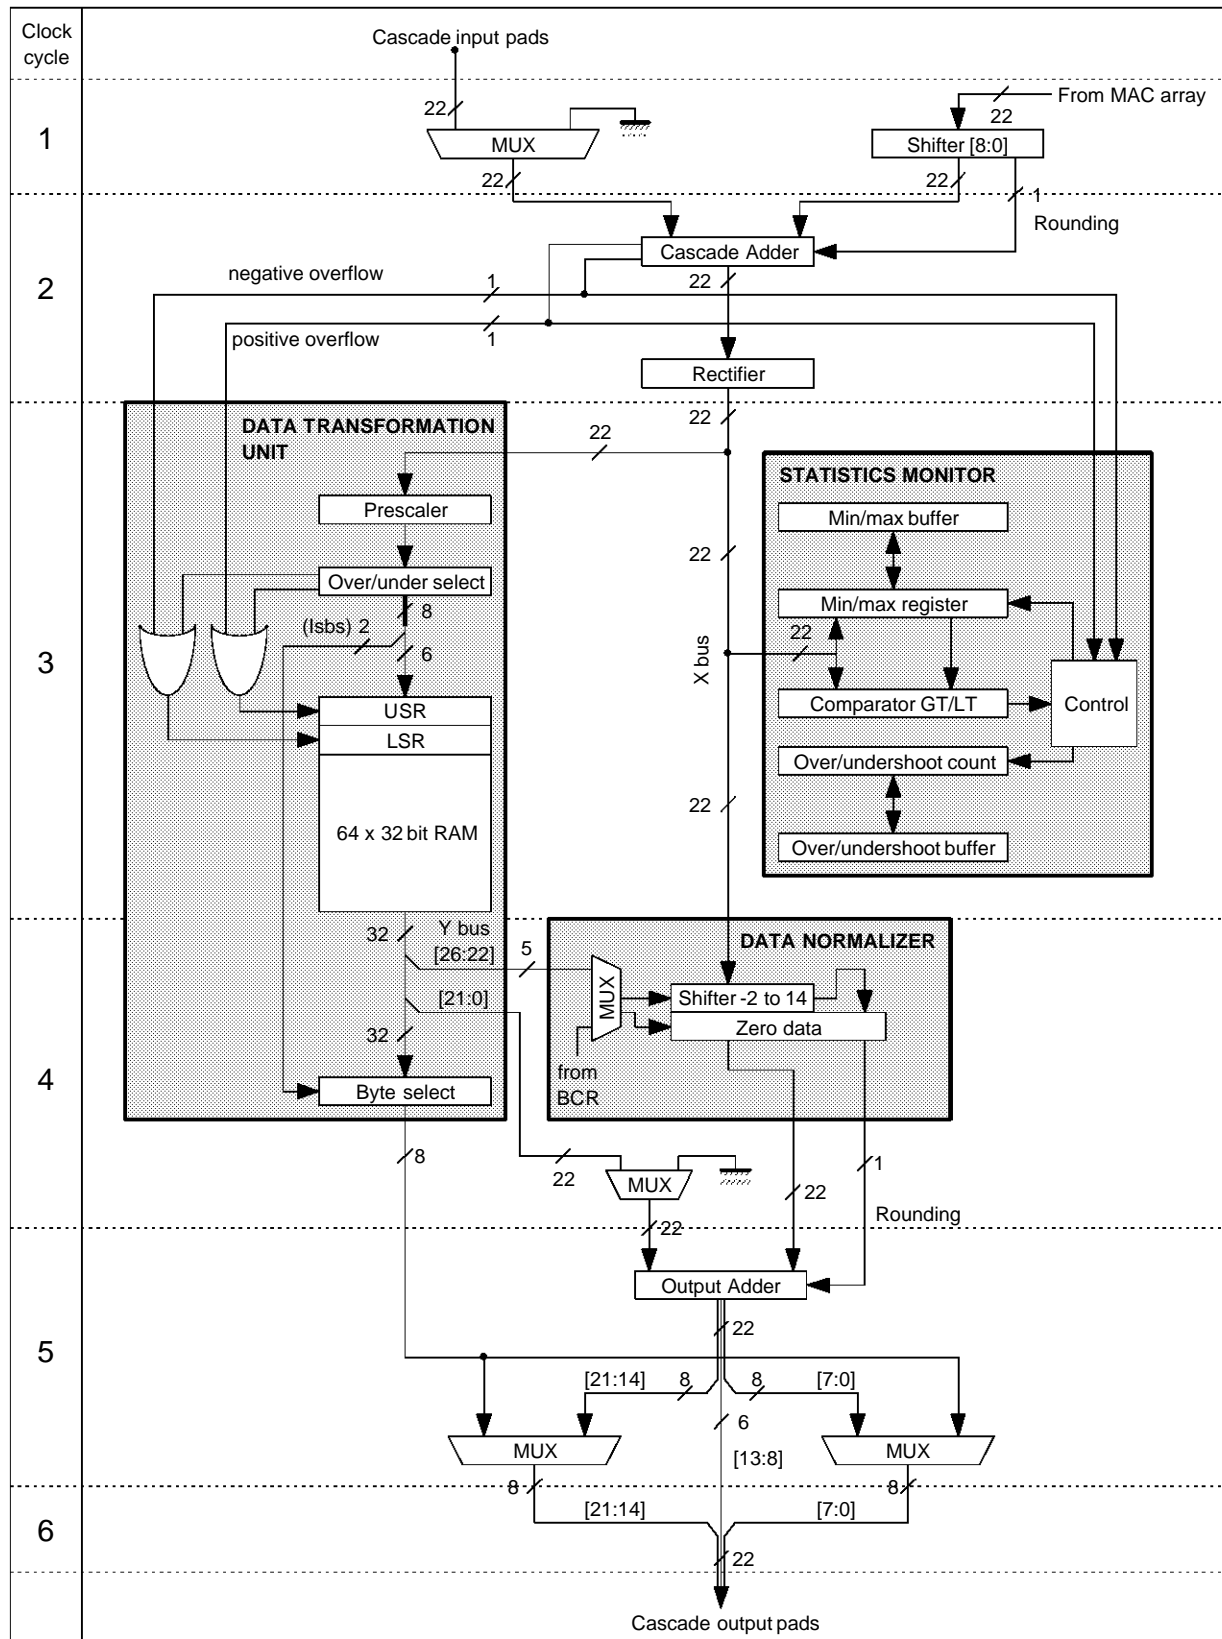 Clock
cycle
Cascade input pads
22
From MAC array
22
1
MUX
Shifter [8:0]
22
22
1
Rounding
Cascade Adder
negative overflow
1
22
2
positive overflow
1
Rectifier
22
DATA TRANSFORMATION
UNIT
22
STATISTICS MONITOR
Prescaler
Min/max buffer
22
Over/under select
Min/max register
8
(lsbs) 2
22
6
3
X bus
USR
Comparator GT/LT
Control
LSR
Over/undershoot count
22
64 x 32 bit RAM
Over/undershoot buffer
Y bus
32
[26:22]
5
DATA NORMALIZER
MUX
Shifter -2 to 14
[21:0]
Zero data
32
from
BCR
4
Byte select
8
22
1
MUX
22
22
Rounding
Output Adder
22
5
[21:14]
8
8
[7:0]
6
MUX
[13:8]
MUX
8
8
[21:14]
[7:0]
6
22
Cascade output pads